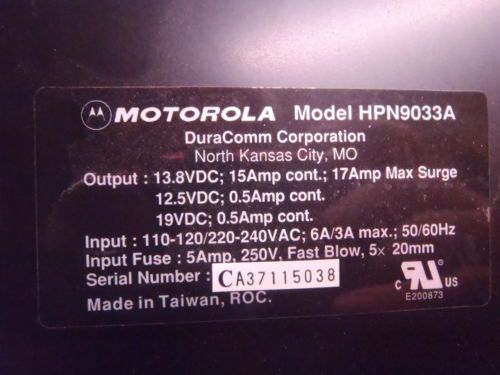 MOTOROLA Model HPN9033A
DuraComm Corporation
North Kansas City, MO
Output : 13.8VDC; 15Amp cont.; 17Amp Max Surge
12.5VDC; 0.5Amp cont.
19VDC; 0.5Amp cont.
Input : 110-120/220-240VAC; 6A/3A max.; 50/60Hz
Input Fuse : 5Amp, 250V, Fast Blow, 5x 20mm
Serial Number : CA37115038
C UR US
E200873
Made in Taiwan, ROC.